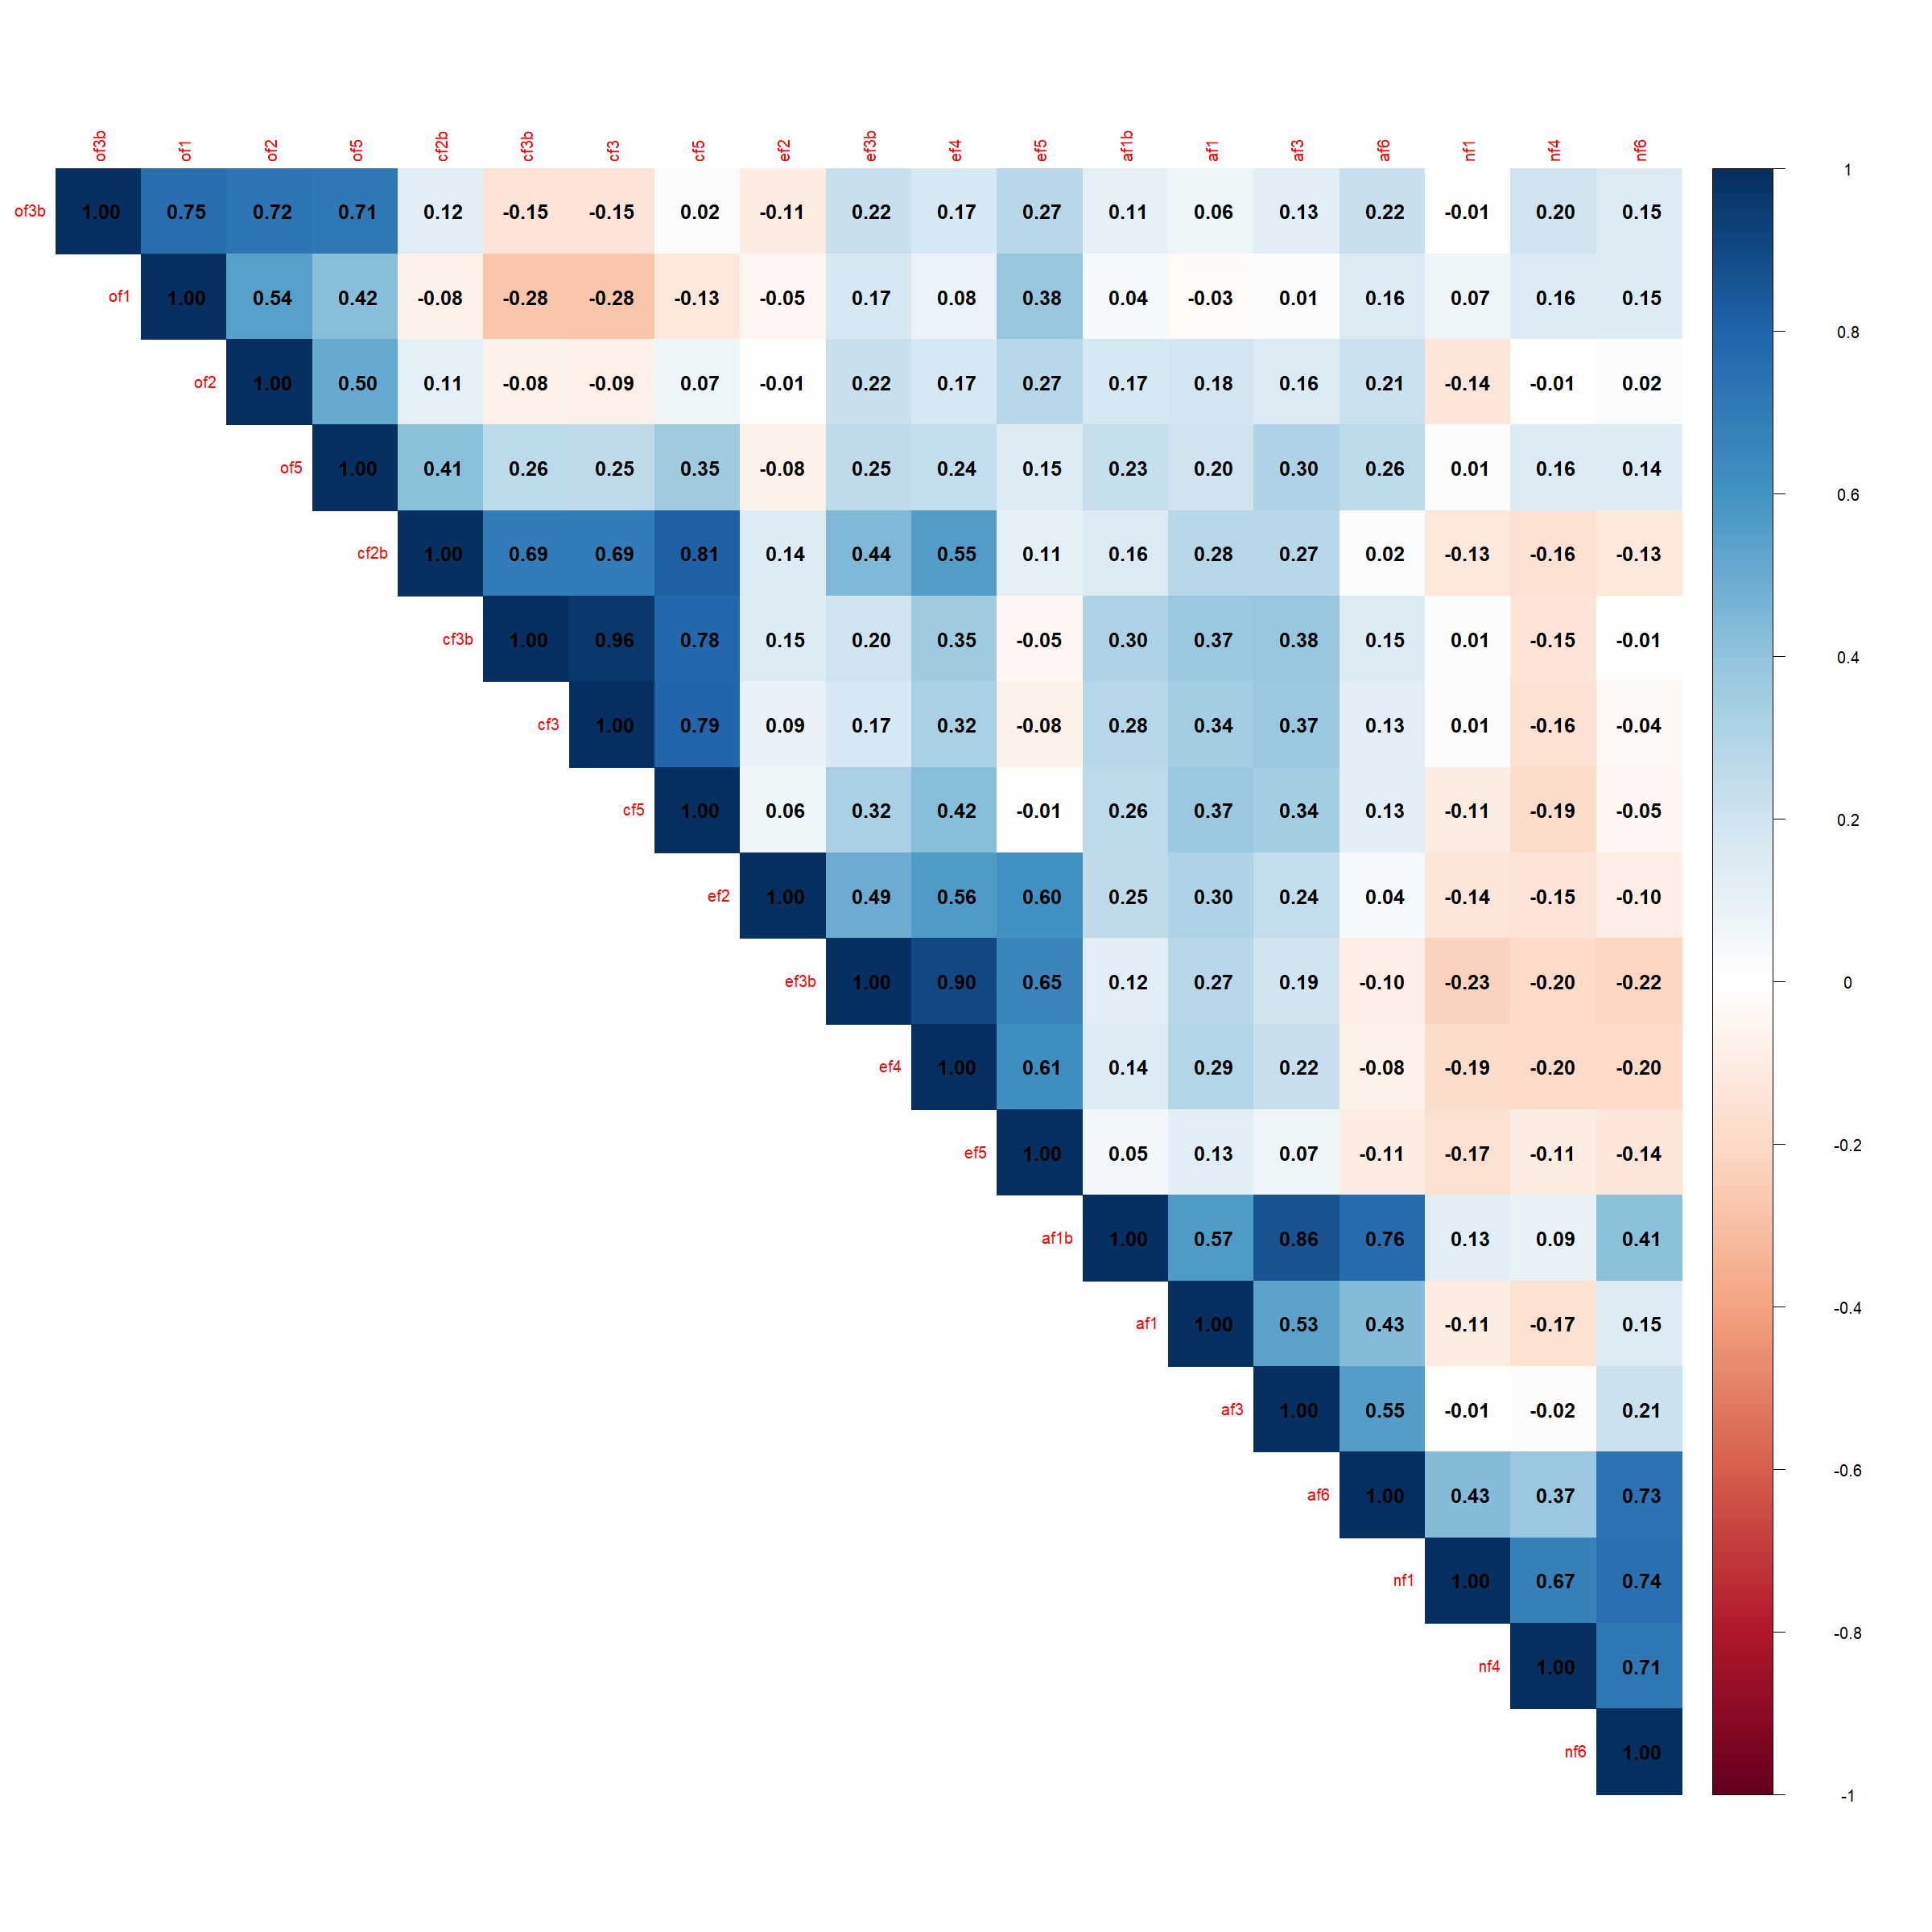 of3b of1 of2 of5 cf2b cf3b cf3 cf5 ef2 ef3b ef4 ef5 af1b af1 af3 af6 nf1 nf4 nf6
of3b 1.00 0.75 0.72 0.71 0.12 -0.15 -0.15 0.02 -0.11 0.22 0.17 0.27 0.11 0.06 0.13 0.22 -0.01 0.20 0.15
of1 1.00 0.54 0.42 -0.08 -0.28 -0.28 -0.13 -0.05 0.17 0.08 0.38 0.04 -0.03 0.01 0.16 0.07 0.16 0.15
of2 1.00 0.50 0.11 -0.08 -0.09 0.07 -0.01 0.22 0.17 0.27 0.17 0.18 0.16 0.21 -0.14 -0.01 0.02
of5 1.00 0.41 0.26 0.25 0.35 -0.08 0.25 0.24 0.15 0.23 0.20 0.30 0.26 0.01 0.16 0.14
cf2b 1.00 0.69 0.69 0.81 0.14 0.44 0.55 0.11 0.16 0.28 0.27 0.02 -0.13 -0.16 -0.13
cf3b 1.00 0.96 0.78 0.15 0.20 0.35 -0.05 0.30 0.37 0.38 0.15 0.01 -0.15 -0.01
cf3 1.00 0.79 0.09 0.17 0.32 -0.08 0.28 0.34 0.37 0.13 0.01 -0.16 -0.04
cf5 1.00 0.06 0.32 0.42 -0.01 0.26 0.37 0.34 0.13 -0.11 -0.19 -0.05
ef2 1.00 0.49 0.56 0.60 0.25 0.30 0.24 0.04 -0.14 -0.15 -0.10
ef3b 1.00 0.90 0.65 0.12 0.27 0.19 -0.10 -0.23 -0.20 -0.22
ef4 1.00 0.61 0.14 0.29 0.22 -0.08 -0.19 -0.20 -0.20
ef5 1.00 0.05 0.13 0.07 -0.11 -0.17 -0.11 -0.14
af1b 1.00 0.57 0.86 0.76 0.13 0.09 0.41
af1 1.00 0.53 0.43 -0.11 -0.17 0.15
af3 1.00 0.55 -0.01 -0.02 0.21
af6 1.00 0.43 0.37 0.73
nf1 1.00 0.67 0.74
nf4 1.00 0.71
nf6 1.00
1
0.8
0.6
0.4
0.2
0
-0.2
-0.4
-0.6
-0.8
-1